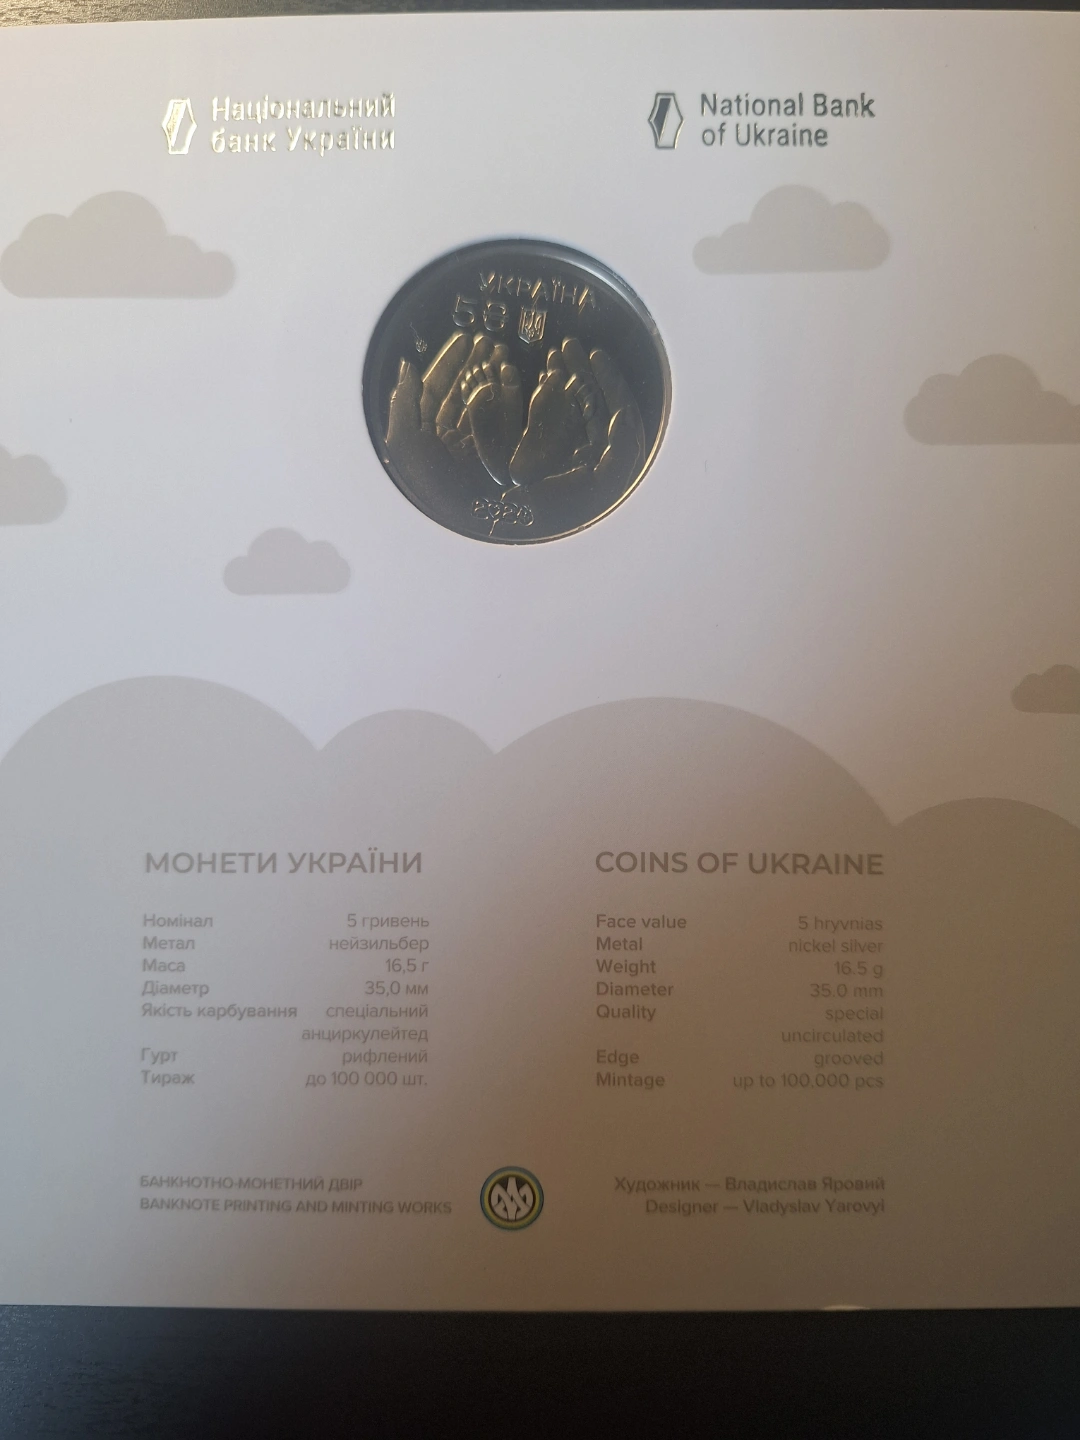 Національний
банк України
National Bank
of Ukraine
УКРАЇНА
5₴
МОНЕТИ УКРАЇНИ
Номінал 5 гривень
Метал нейзильбер
Маса 16,5 г
Діаметр 35,0 мм
Якість карбування спеціальний
анциркулейтед
Гурт рифлений
Тираж до 100 000 шт.
COINS OF UKRAINE
Face value 5 hryvnias
Metal nickel silver
Weight 16.5 g
Diameter 35.0 mm
Quality special
uncirculated
Edge grooved
Mintage up to 100,000 pcs
БАНКНОТНО-МОНЕТНИЙ ДВІР
BANKNOTE PRINTING AND MINTING WORKS
Художник — Владислав Яровий
Designer — Vladyslav Yarovyi